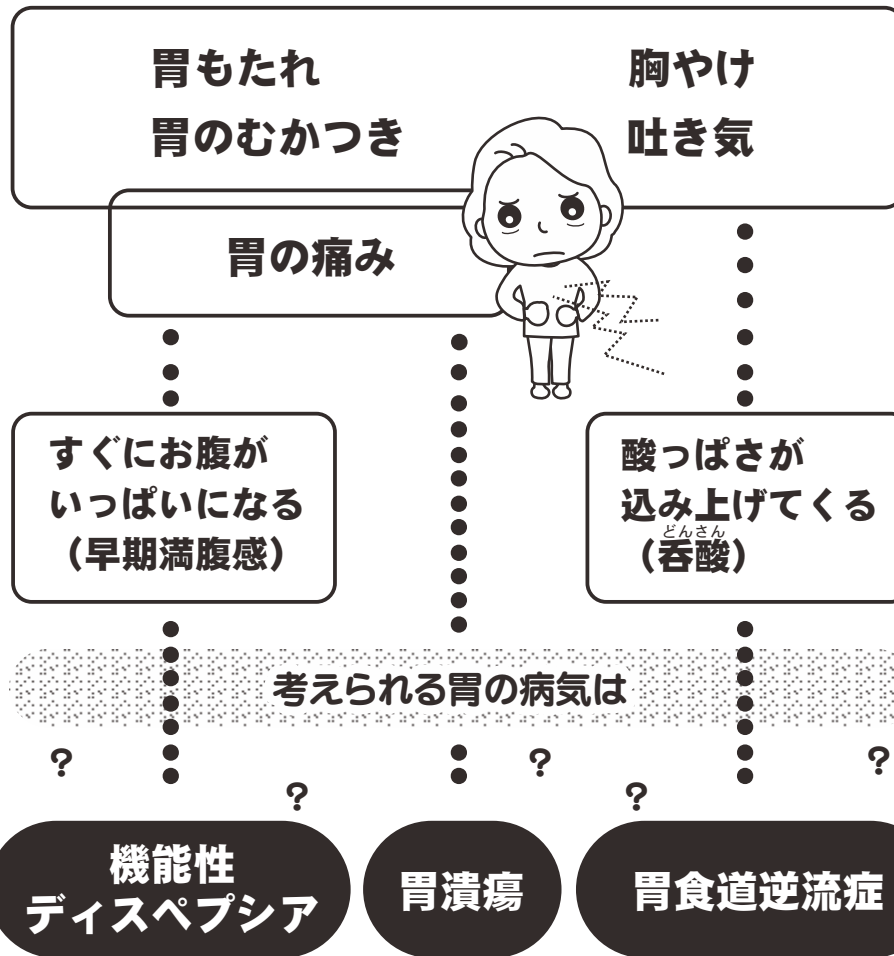 胃もたれ
胃のむかつき
胸やけ
吐き気
胃の痛み
すぐにお腹が
いっぱいになる
（早期満腹感）
酸っぱさが
込み上げてくる
どんさん
（呑酸）
考えられる胃の病気は
?
?
?
?
?
機能性
ディスペプシア
胃潰瘍
胃食道逆流症